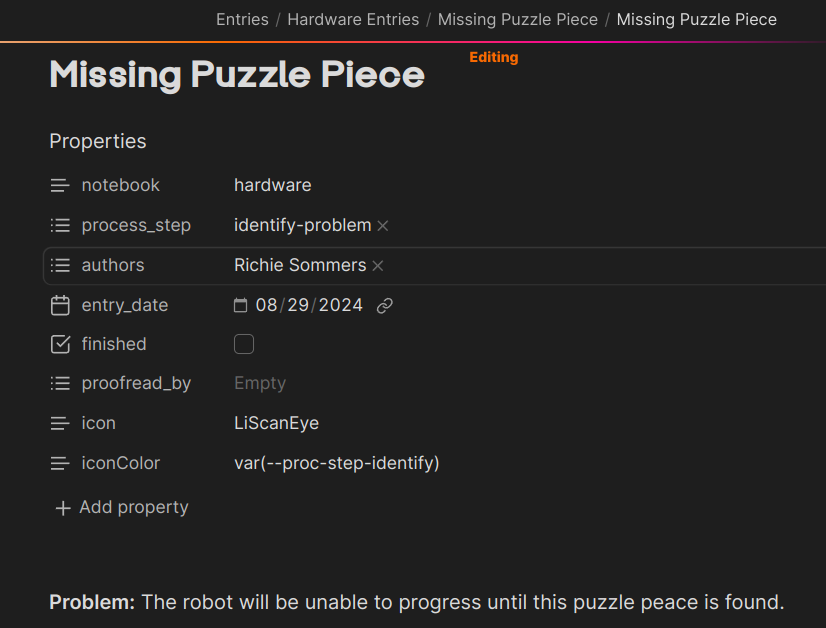 Entries / Hardware Entries / Missing Puzzle Piece / Missing Puzzle Piece
Editing
Missing Puzzle Piece
Properties
notebook hardware
process_step identify-problem ×
authors Richie Sommers ×
entry_date 08/29/2024
finished
proofread_by Empty
icon LiScanEye
iconColor var(--proc-step-identify)
+ Add property
Problem: The robot will be unable to progress until this puzzle peace is found.